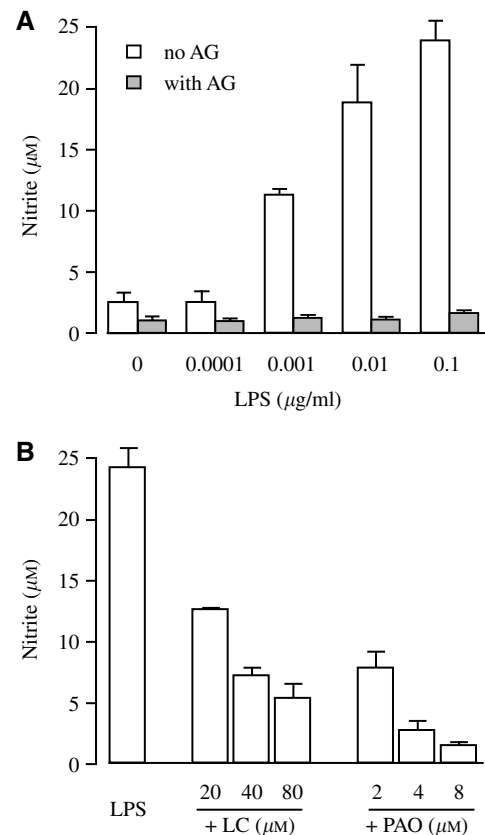 A
25
20
15
10
5
0
Nitrite (μM)
no AG
with AG
0 0.0001 0.001 0.01 0.1
LPS (μg/ml)
B
25
20
15
10
5
0
Nitrite (μM)
LPS
20 40 80
+ LC (μM)
2 4 8
+ PAO (μM)